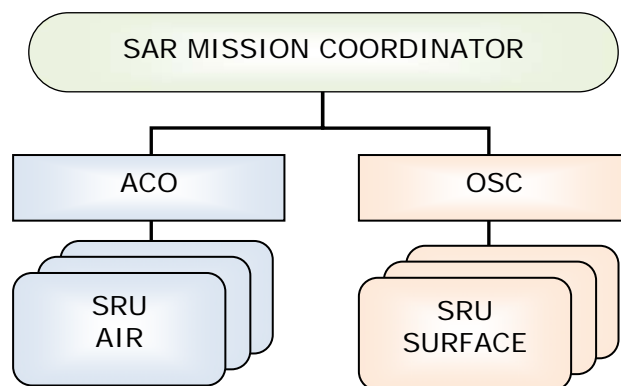 SAR MISSION COORDINATOR
ACO
OSC
SRU
AIR
SRU
SURFACE